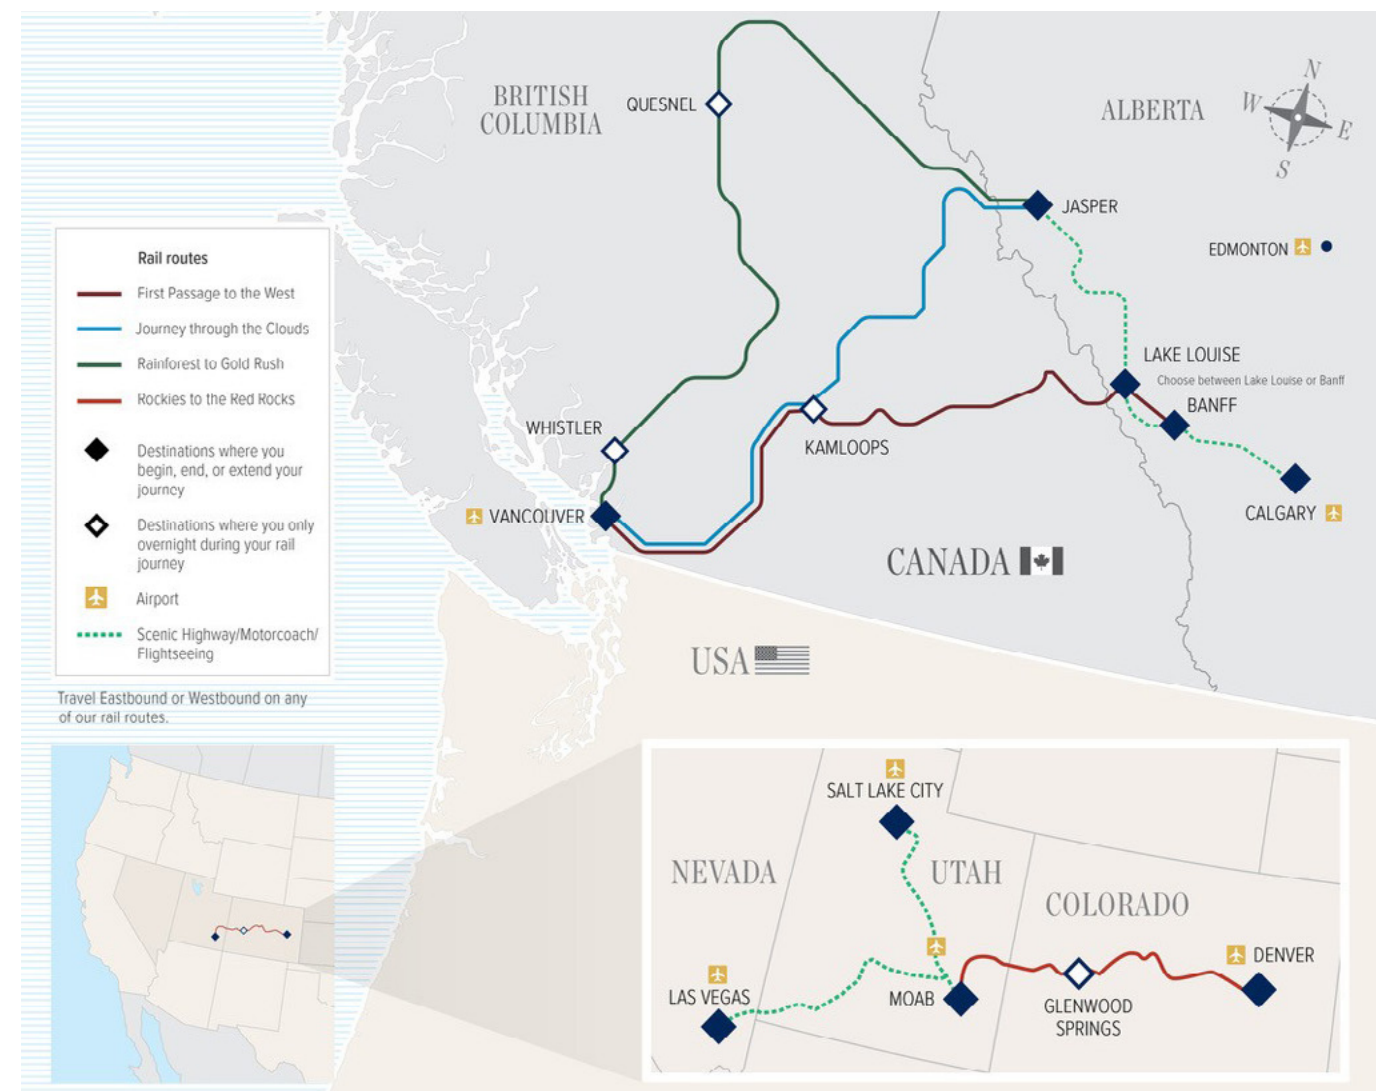 BRITISH
COLUMBIA
QUESNEL
ALBERTA
N
W
E
S
JASPER
EDMONTON
Rail routes
First Passage to the West
Journey through the Clouds
Rainforest to Gold Rush
Rockies to the Red Rocks
Destinations where you
begin, end, or extend your
journey
Destinations where you only
overnight during your rail
journey
Airport
Scenic Highway/Motorcoach/
Flightseeing
LAKE LOUISE
Choose between Lake Louise or Banff
BANFF
WHISTLER
KAMLOOPS
VANCOUVER
CALGARY
CANADA
USA
Travel Eastbound or Westbound on any
of our rail routes.
SALT LAKE CITY
NEVADA
UTAH
COLORADO
DENVER
LAS VEGAS
MOAB
GLENWOOD
SPRINGS